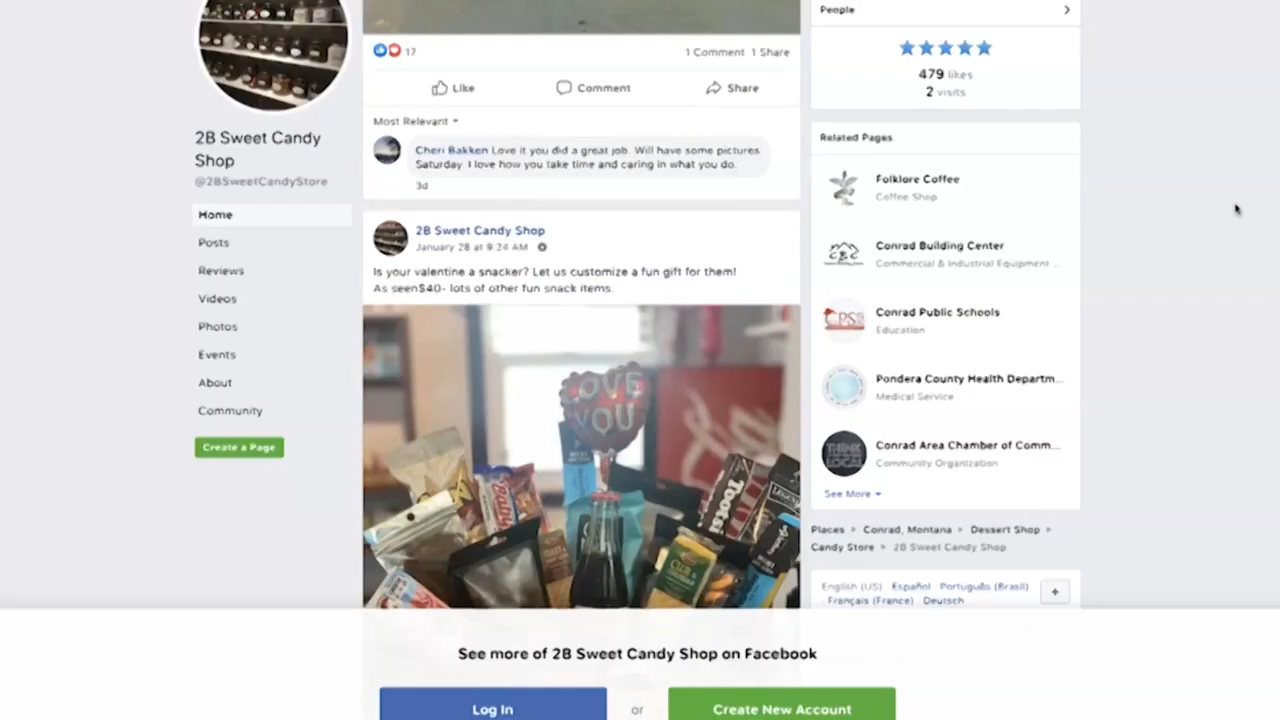 2B Sweet Candy
Shop
@2BSweetCandyStore
Home
Posts
Reviews
Videos
Photos
Events
About
Community
Create a Page
17
1 Comment 1 Share
Like
Comment
Share
Most Relevant
Cheri Bakken Love it you did a great job. Will have some pictures
Saturday. I love how you take time and caring in what you do.
3d
2B Sweet Candy Shop
January 28 at 9:24 AM
Is your valentine a snacker? Let us customize a fun gift for them!
As seen$40- lots of other fun snack items.
LOVE
YOU
Tootsi
People
479 likes
2 visits
Related Pages
Folklore Coffee
Coffee Shop
Conrad Building Center
Commercial & Industrial Equipment ...
CBC
Conrad Public Schools
Education
CPS
Pondera County Health Departm...
Medical Service
Conrad Area Chamber of Comm...
Community Organization
THINK
LOCAL
See More
Places
Conrad, Montana
Dessert Shop
Candy Store
2B Sweet Candy Shop
English (US) Español Português (Brasil)
Français (France) Deutsch
+
See more of 2B Sweet Candy Shop on Facebook
Log In
or
Create New Account